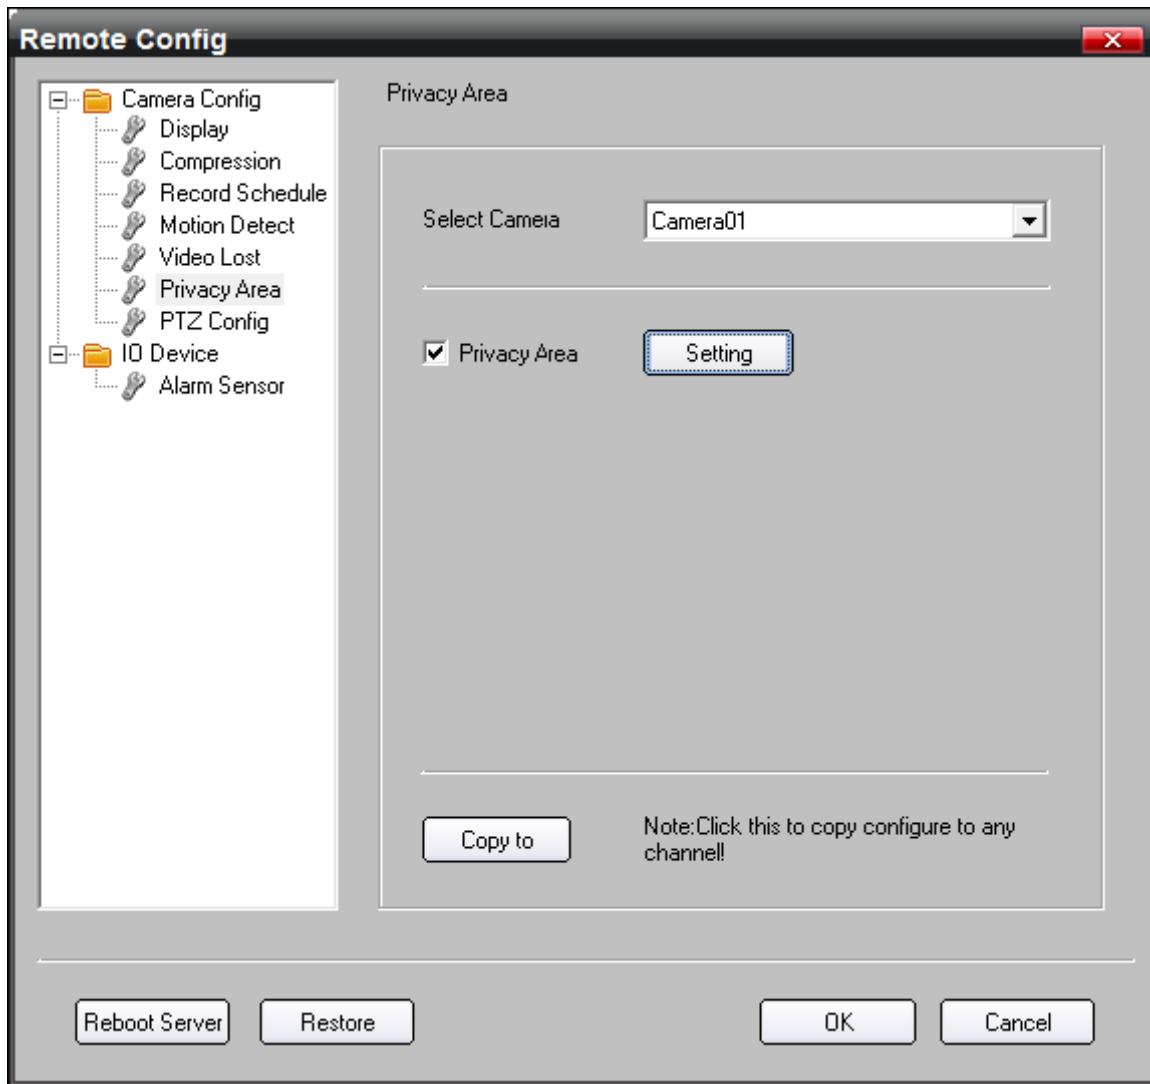 Remote Config
Camera Config
Display
Compression
Record Schedule
Motion Detect
Video Lost
Privacy Area
PTZ Config
IO Device
Alarm Sensor
Privacy Area
Select Camera
Camera01
Privacy Area
Setting
Copy to
Note:Click this to copy configure to any
channel!
Reboot Server
Restore
OK
Cancel